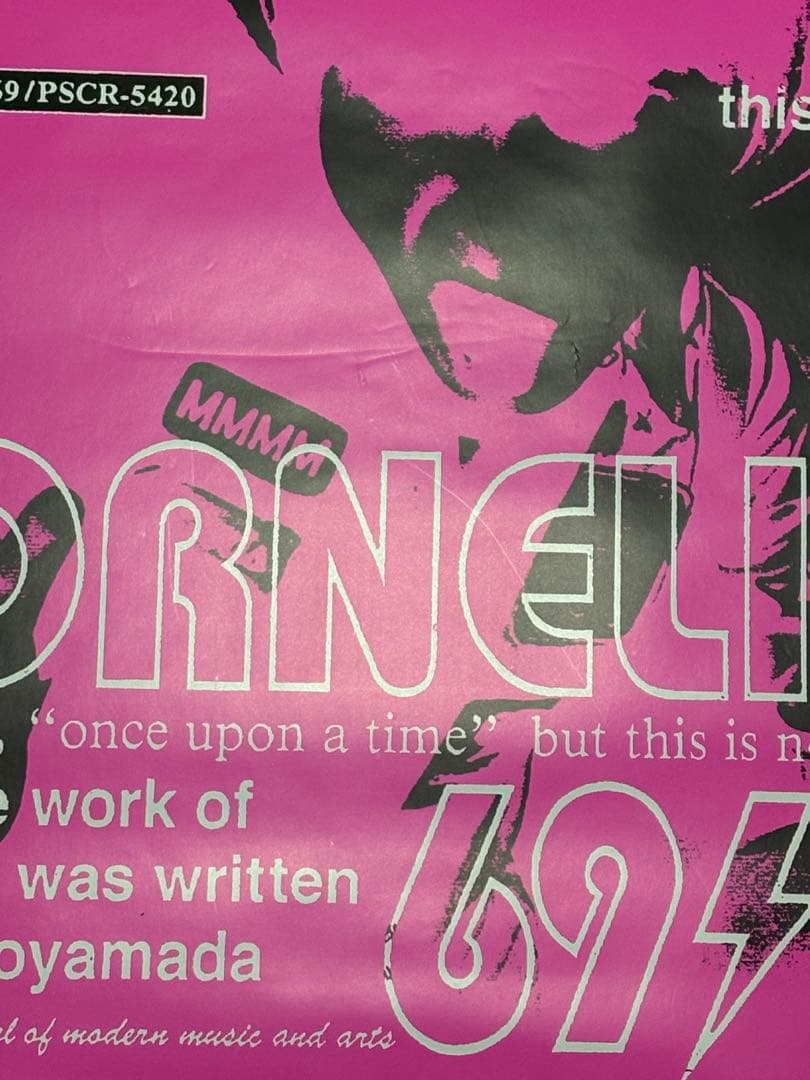 69/PSCR-5420
this
MMMM
ORNELI
, “once upon a time” but this is n
e work of
was written
oyamada
69
l of modern music and arts